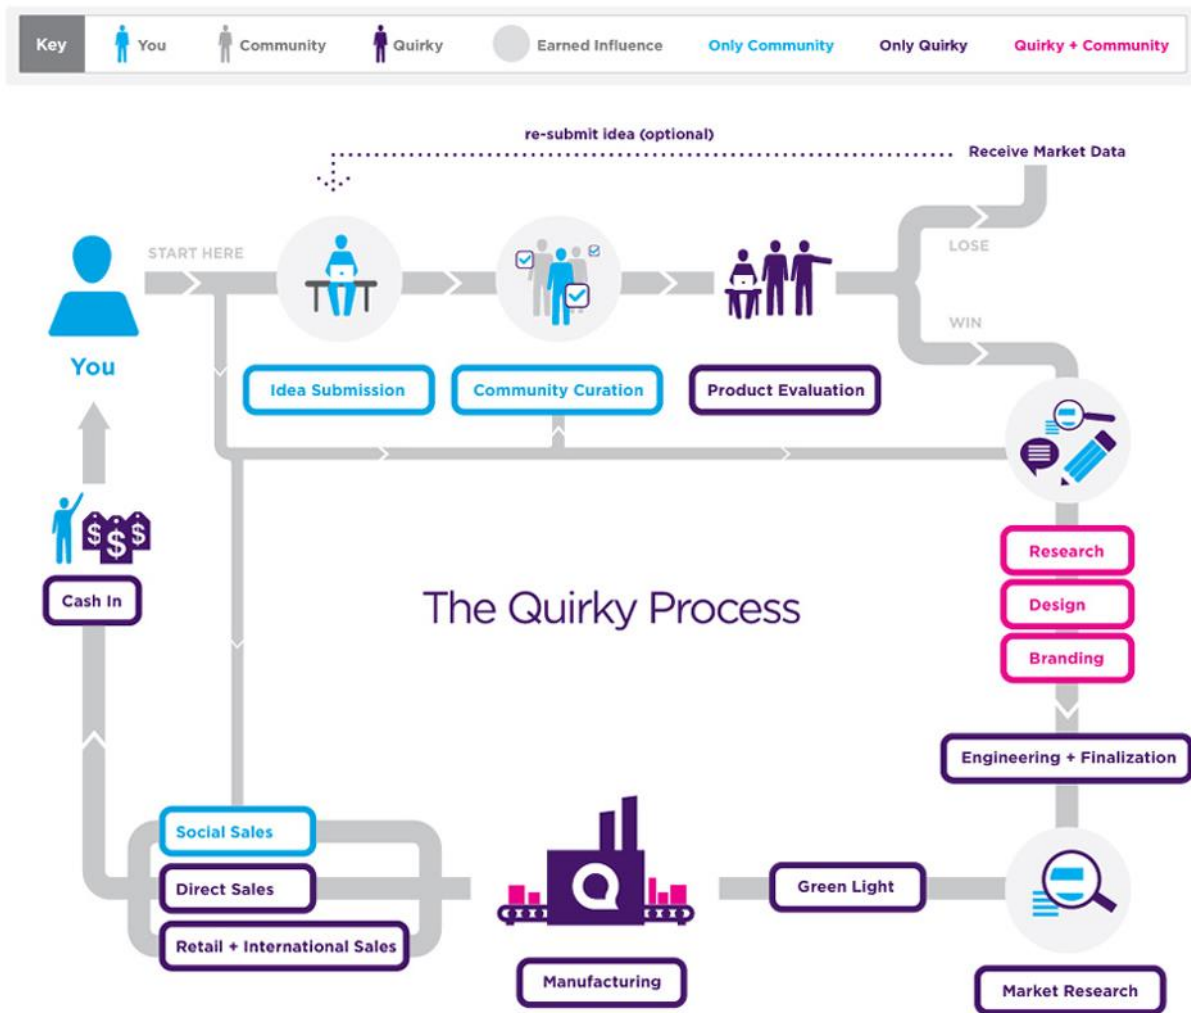 Key
You
Community
Quirky
Earned Influence
Only Community
Only Quirky
Quirky + Community
re-submit idea (optional)
Receive Market Data
START HERE
LOSE
WIN
You
Idea Submission
Community Curation
Product Evaluation
$ $ $
Cash In
The Quirky Process
Research
Design
Branding
Engineering + Finalization
Social Sales
Direct Sales
Retail + International Sales
Manufacturing
Green Light
Market Research